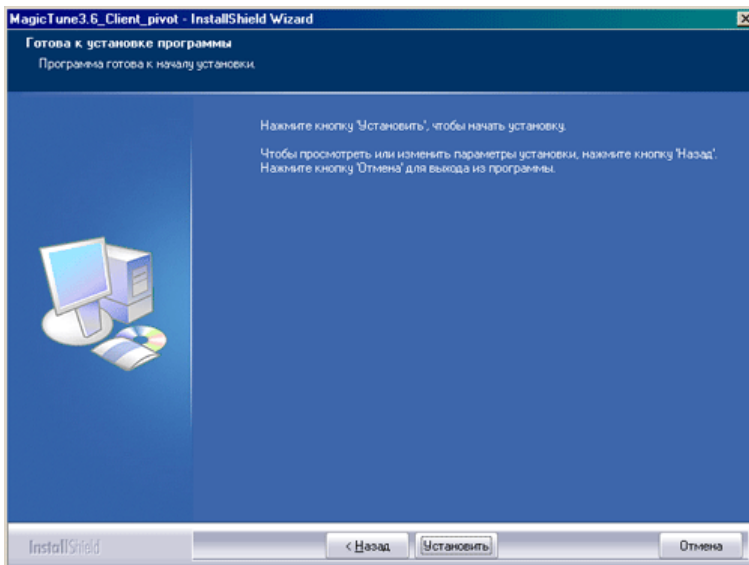 MagicTune3.6_Client_pivot - InstallShield Wizard
Готова к установке программы
Программа готова к началу установки.
Нажмите кнопку 'Установить', чтобы начать установку.
Чтобы просмотреть или изменить параметры установки, нажмите кнопку 'Назад'.
Нажмите кнопку 'Отмена' для выхода из программы.
InstallShield
< Назад Установить Отмена